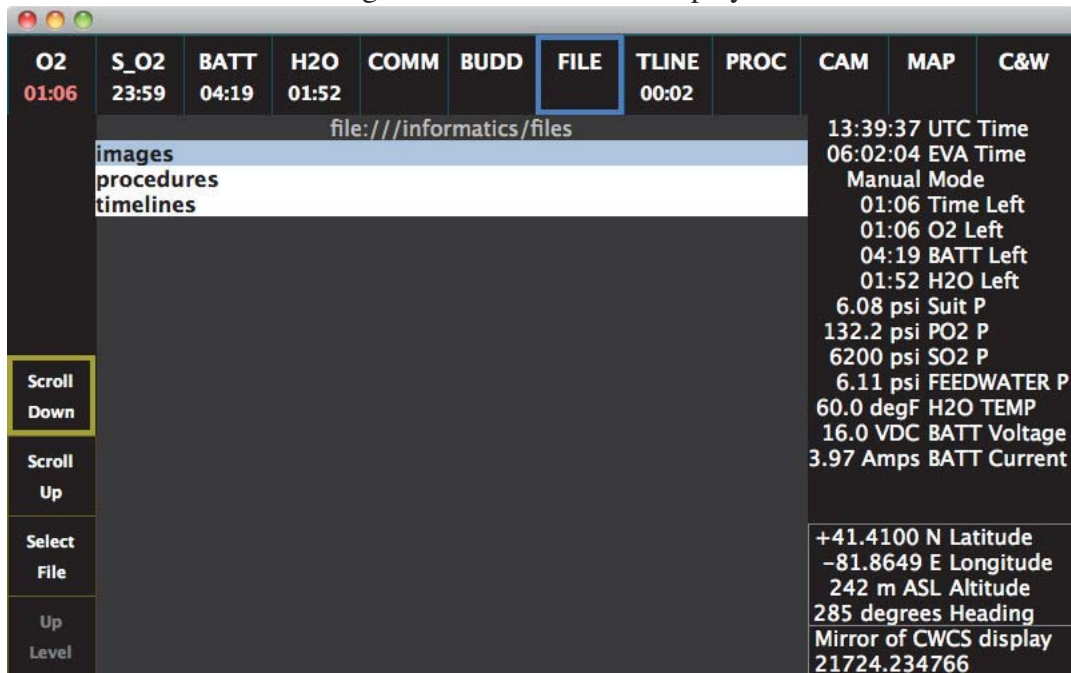 O2 S_O2 BATT H2O COMM BUDD FILE TLINE PROC CAM MAP C&W
01:06 23:59 04:19 01:52 00:02
file:///informatics/files
images
procedures
timelines
Scroll
Down
Scroll
Up
Select
File
Up
Level
13:39:37 UTC Time
06:02:04 EVA Time
Manual Mode
01:06 Time Left
01:06 O2 Left
04:19 BATT Left
01:52 H2O Left
6.08 psi Suit P
132.2 psi PO2 P
6200 psi SO2 P
6.11 psi FEEDWATER P
60.0 degF H2O TEMP
16.0 VDC BATT Voltage
3.97 Amps BATT Current
+41.4100 N Latitude
-81.8649 E Longitude
242 m ASL Altitude
285 degrees Heading
Mirror of CWCS display
21724.234766